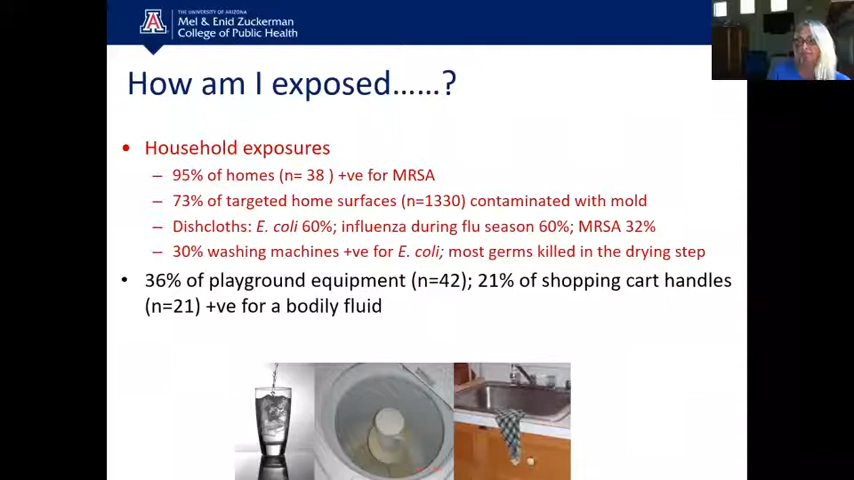 THE UNIVERSITY OF ARIZONA
Mel & Enid Zuckerman
College of Public Health
How am I exposed……?
• Household exposures
– 95% of homes (n= 38 ) +ve for MRSA
– 73% of targeted home surfaces (n=1330) contaminated with mold
– Dishcloths: E. coli 60%; influenza during flu season 60%; MRSA 32%
– 30% washing machines +ve for E. coli; most germs killed in the drying step
• 36% of playground equipment (n=42); 21% of shopping cart handles
(n=21) +ve for a bodily fluid